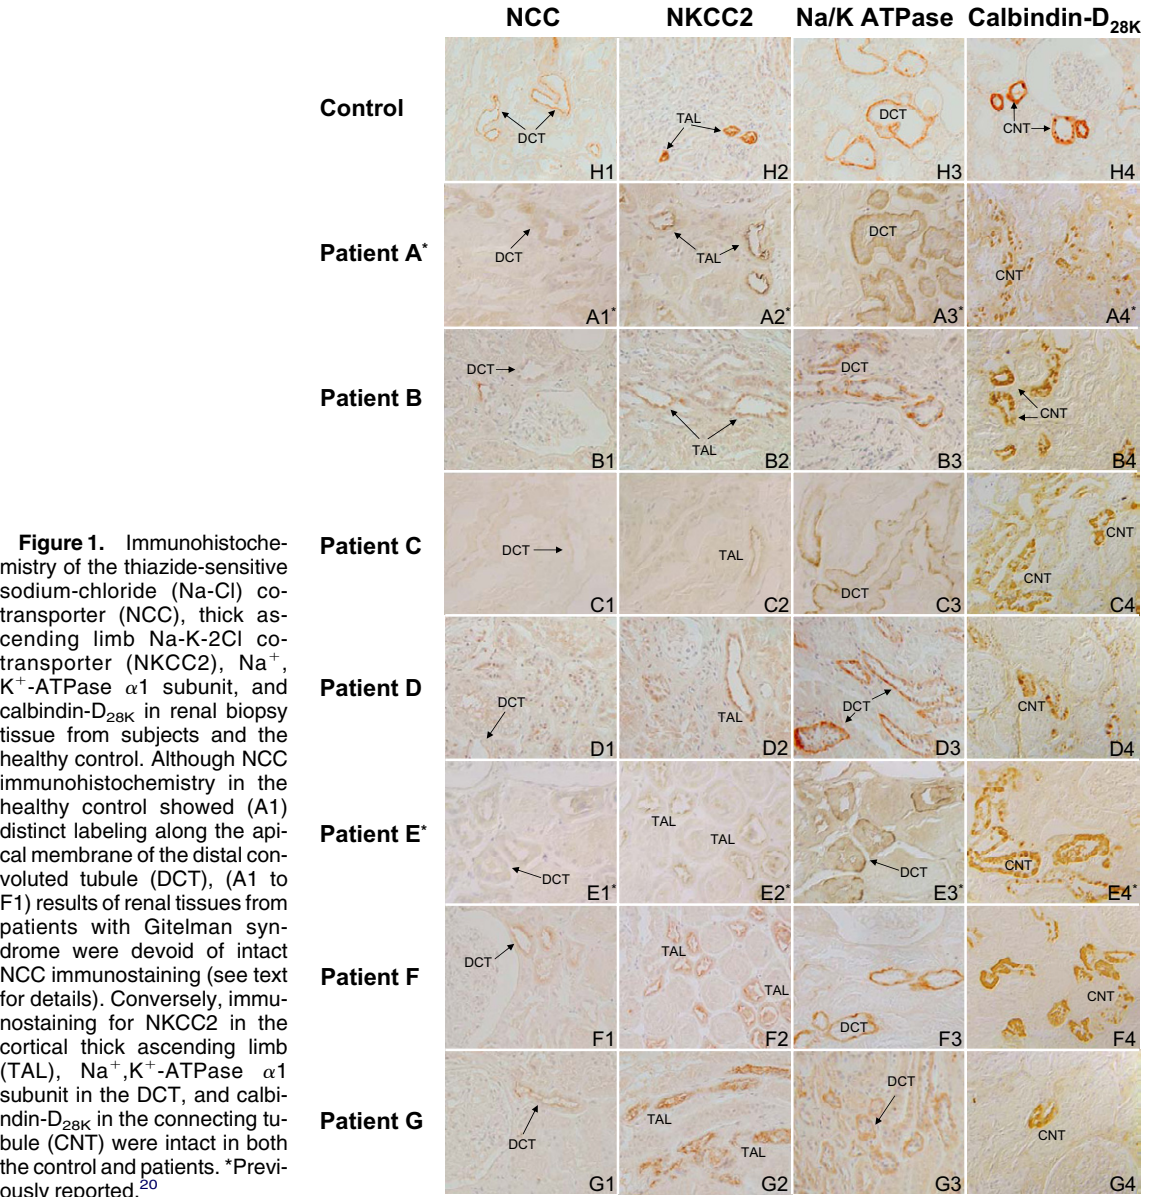 NCC NKCC2 Na/K ATPase Calbindin-D28K
Control
DCT
H1
TAL
H2
DCT
H3
CNT
H4
Patient A*
DCT
A1*
TAL
A2*
DCT
A3*
CNT
A4*
Patient B
DCT
B1
TAL
B2
DCT
B3
CNT
B4
Patient C
DCT
C1
TAL
C2
DCT
C3
CNT
CNT
C4
Patient D
DCT
D1
TAL
D2
DCT
D3
CNT
D4
Patient E*
DCT
E1*
TAL
TAL
E2*
DCT
E3*
CNT
E4*
Patient F
DCT
F1
TAL
TAL
F2
DCT
F3
CNT
F4
Patient G
DCT
G1
TAL
TAL
G2
DCT
G3
CNT
G4
Figure 1. Immunohistoche-
mistry of the thiazide-sensitive
sodium-chloride (Na-Cl) co-
transporter (NCC), thick as-
cending limb Na-K-2Cl co-
transporter (NKCC2), Na+,
K+-ATPase α1 subunit, and
calbindin-D28K in renal biopsy
tissue from subjects and the
healthy control. Although NCC
immunohistochemistry in the
healthy control showed (A1)
distinct labeling along the api-
cal membrane of the distal con-
voluted tubule (DCT), (A1 to
F1) results of renal tissues from
patients with Gitelman syn-
drome were devoid of intact
NCC immunostaining (see text
for details). Conversely, immu-
nostaining for NKCC2 in the
cortical thick ascending limb
(TAL), Na+,K+-ATPase α1
subunit in the DCT, and calbi-
ndin-D28K in the connecting tu-
bule (CNT) were intact in both
the control and patients. *Previ-
ously reported.20